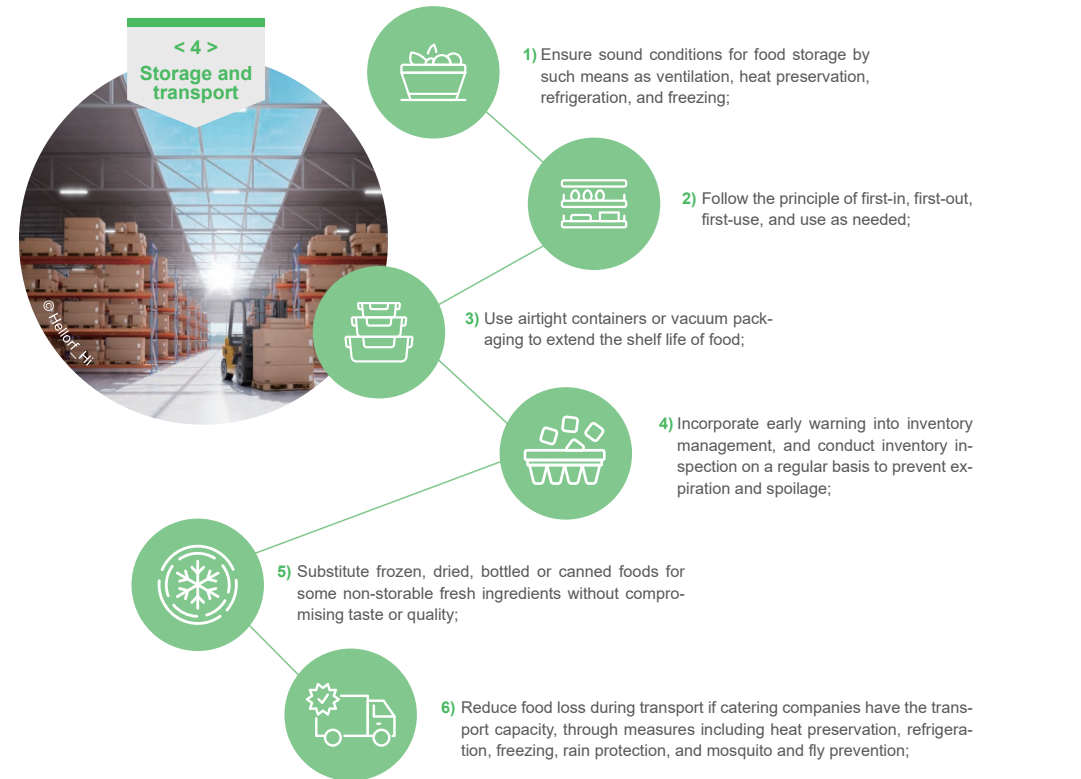 < 4 >
Storage and
transport
1) Ensure sound conditions for food storage by
such means as ventilation, heat preservation,
refrigeration, and freezing;
2) Follow the principle of first-in, first-out,
first-use, and use as needed;
© Hellorf_Hi
3) Use airtight containers or vacuum pack-
aging to extend the shelf life of food;
4) Incorporate early warning into inventory
management, and conduct inventory in-
spection on a regular basis to prevent ex-
piration and spoilage;
5) Substitute frozen, dried, bottled or canned foods for
some non-storable fresh ingredients without compro-
mising taste or quality;
6) Reduce food loss during transport if catering companies have the trans-
port capacity, through measures including heat preservation, refrigera-
tion, freezing, rain protection, and mosquito and fly prevention;